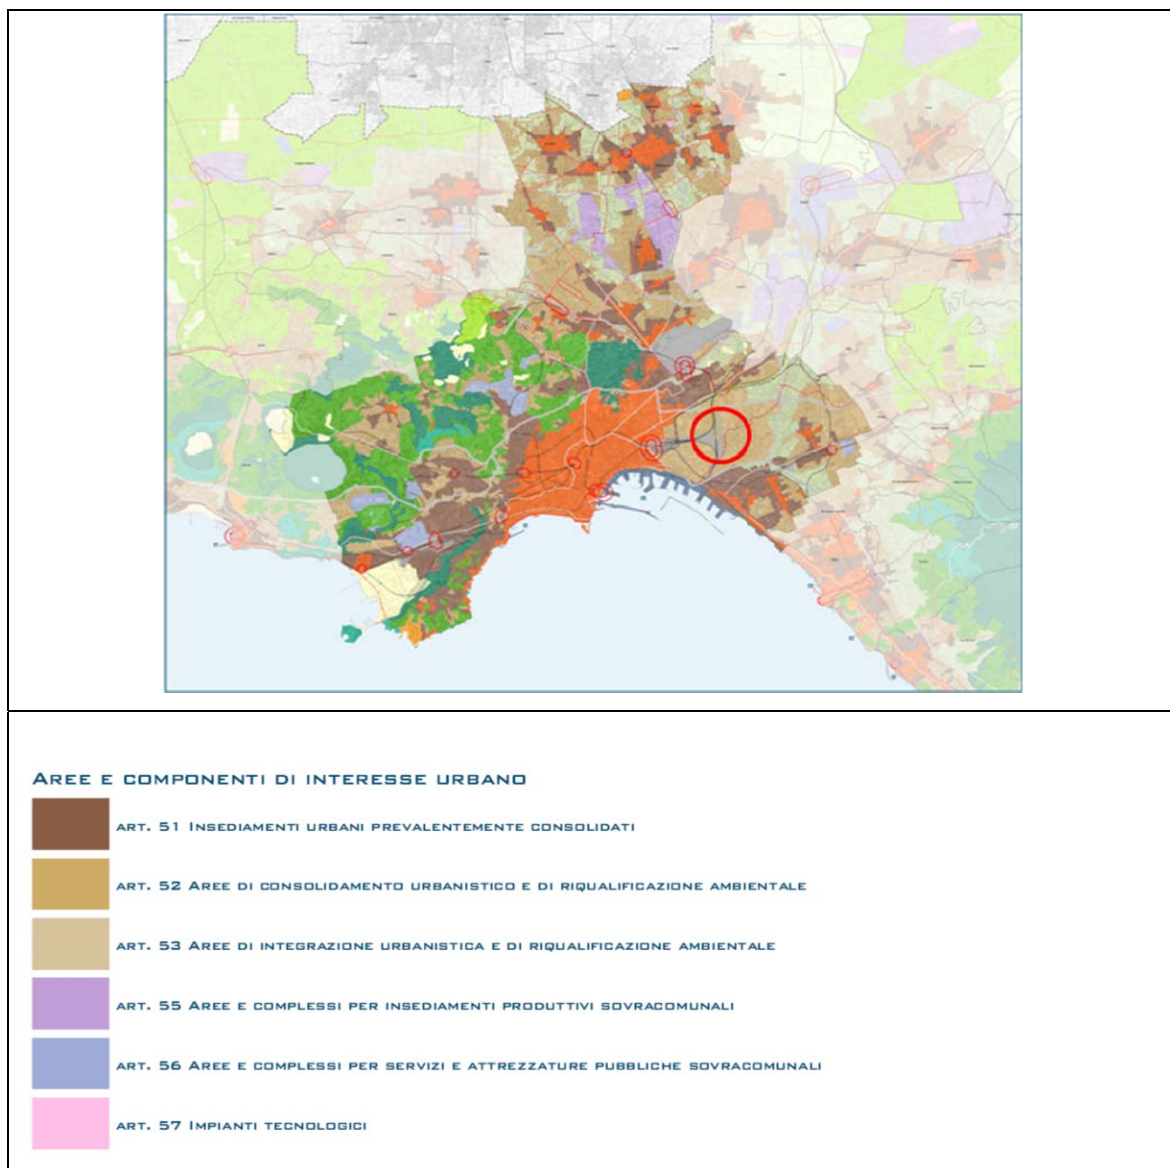 AREE E COMPONENTI DI INTERESSE URBANO
ART. 51 INSEDIAMENTI URBANI PREVALENTEMENTE CONSOLIDATI
ART. 52 AREE DI CONSOLIDAMENTO URBANISTICO E DI RIQUALIFICAZIONE AMBIENTALE
ART. 53 AREE DI INTEGRAZIONE URBANISTICA E DI RIQUALIFICAZIONE AMBIENTALE
ART. 55 AREE E COMPLESSI PER INSEDIAMENTI PRODUTTIVI SOVRACOMUNALI
ART. 56 AREE E COMPLESSI PER SERVIZI E ATTREZZATURE PUBBLICHE SOVRACOMUNALI
ART. 57 IMPIANTI TECNOLOGICI